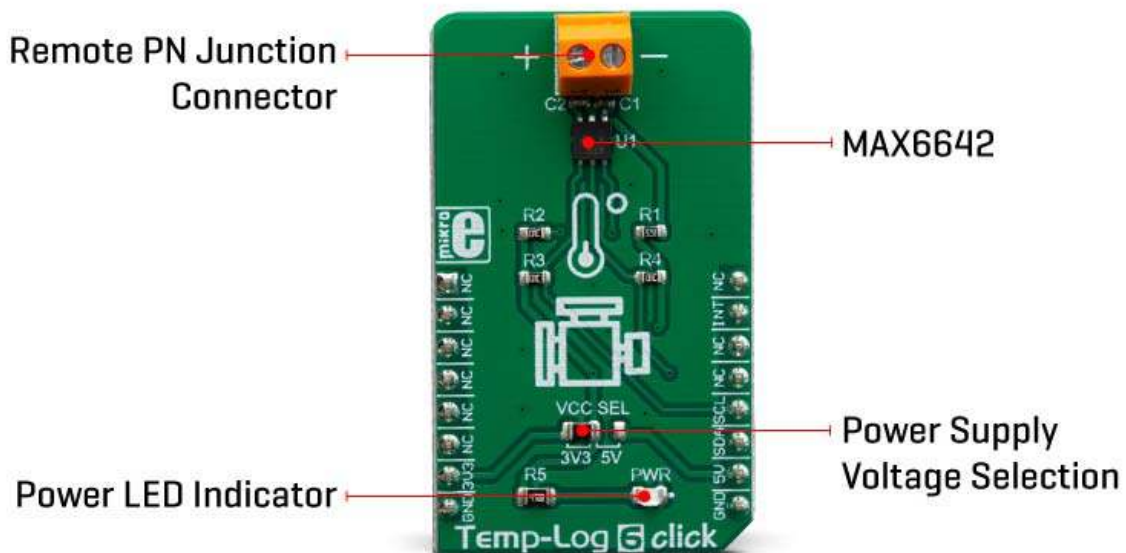 Remote PN Junction
Connector
+
−
C2
C1
U1
MAX6642
R2
R1
mikro
e
R3
R4
NC
NC
NC
NC
NC
NC
3V3
GND
NC
INT
NC
NC
SCL
SDA
5V
GND
VCC SEL
3V3
5V
Power Supply
Voltage Selection
R5
PWR
Power LED Indicator
Temp-Log 6 click